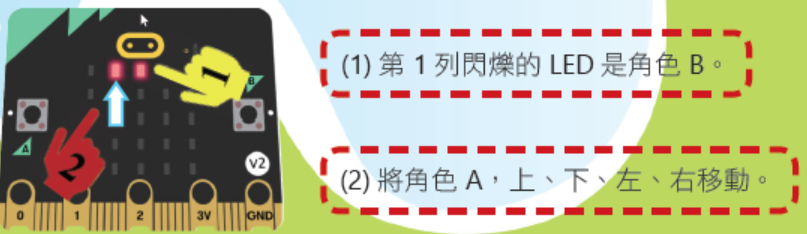 1
B
(1) 第 1 列閃爍的 LED 是角色 B。
A
2
V2
(2) 將角色 A，上、下、左、右移動。
0
1
2
3V
GND